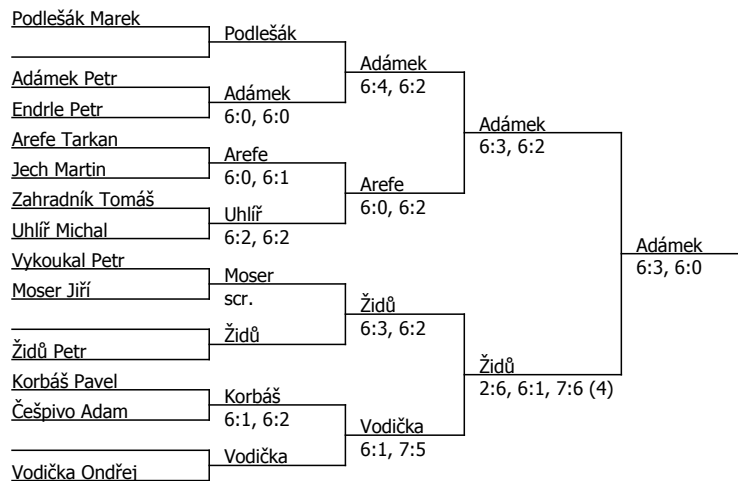 Podlešák Marek
Podlešák
Adámek
6:4, 6:2
Adámek Petr
Adámek
6:0, 6:0
Endrle Petr
Adámek
6:3, 6:2
Arefe Tarkan
Arefe
6:0, 6:1
Jech Martin
Arefe
6:0, 6:2
Zahradník Tomáš
Uhlíř
6:2, 6:2
Uhlíř Michal
Adámek
6:3, 6:0
Vykoukal Petr
Moser
scr.
Moser Jiří
Židů
6:3, 6:2
Židů
Židů Petr
Židů
2:6, 6:1, 7:6 (4)
Korbáš Pavel
Korbáš
6:1, 6:2
Češpivo Adam
Vodička
6:1, 7:5
Vodička
Vodička Ondřej